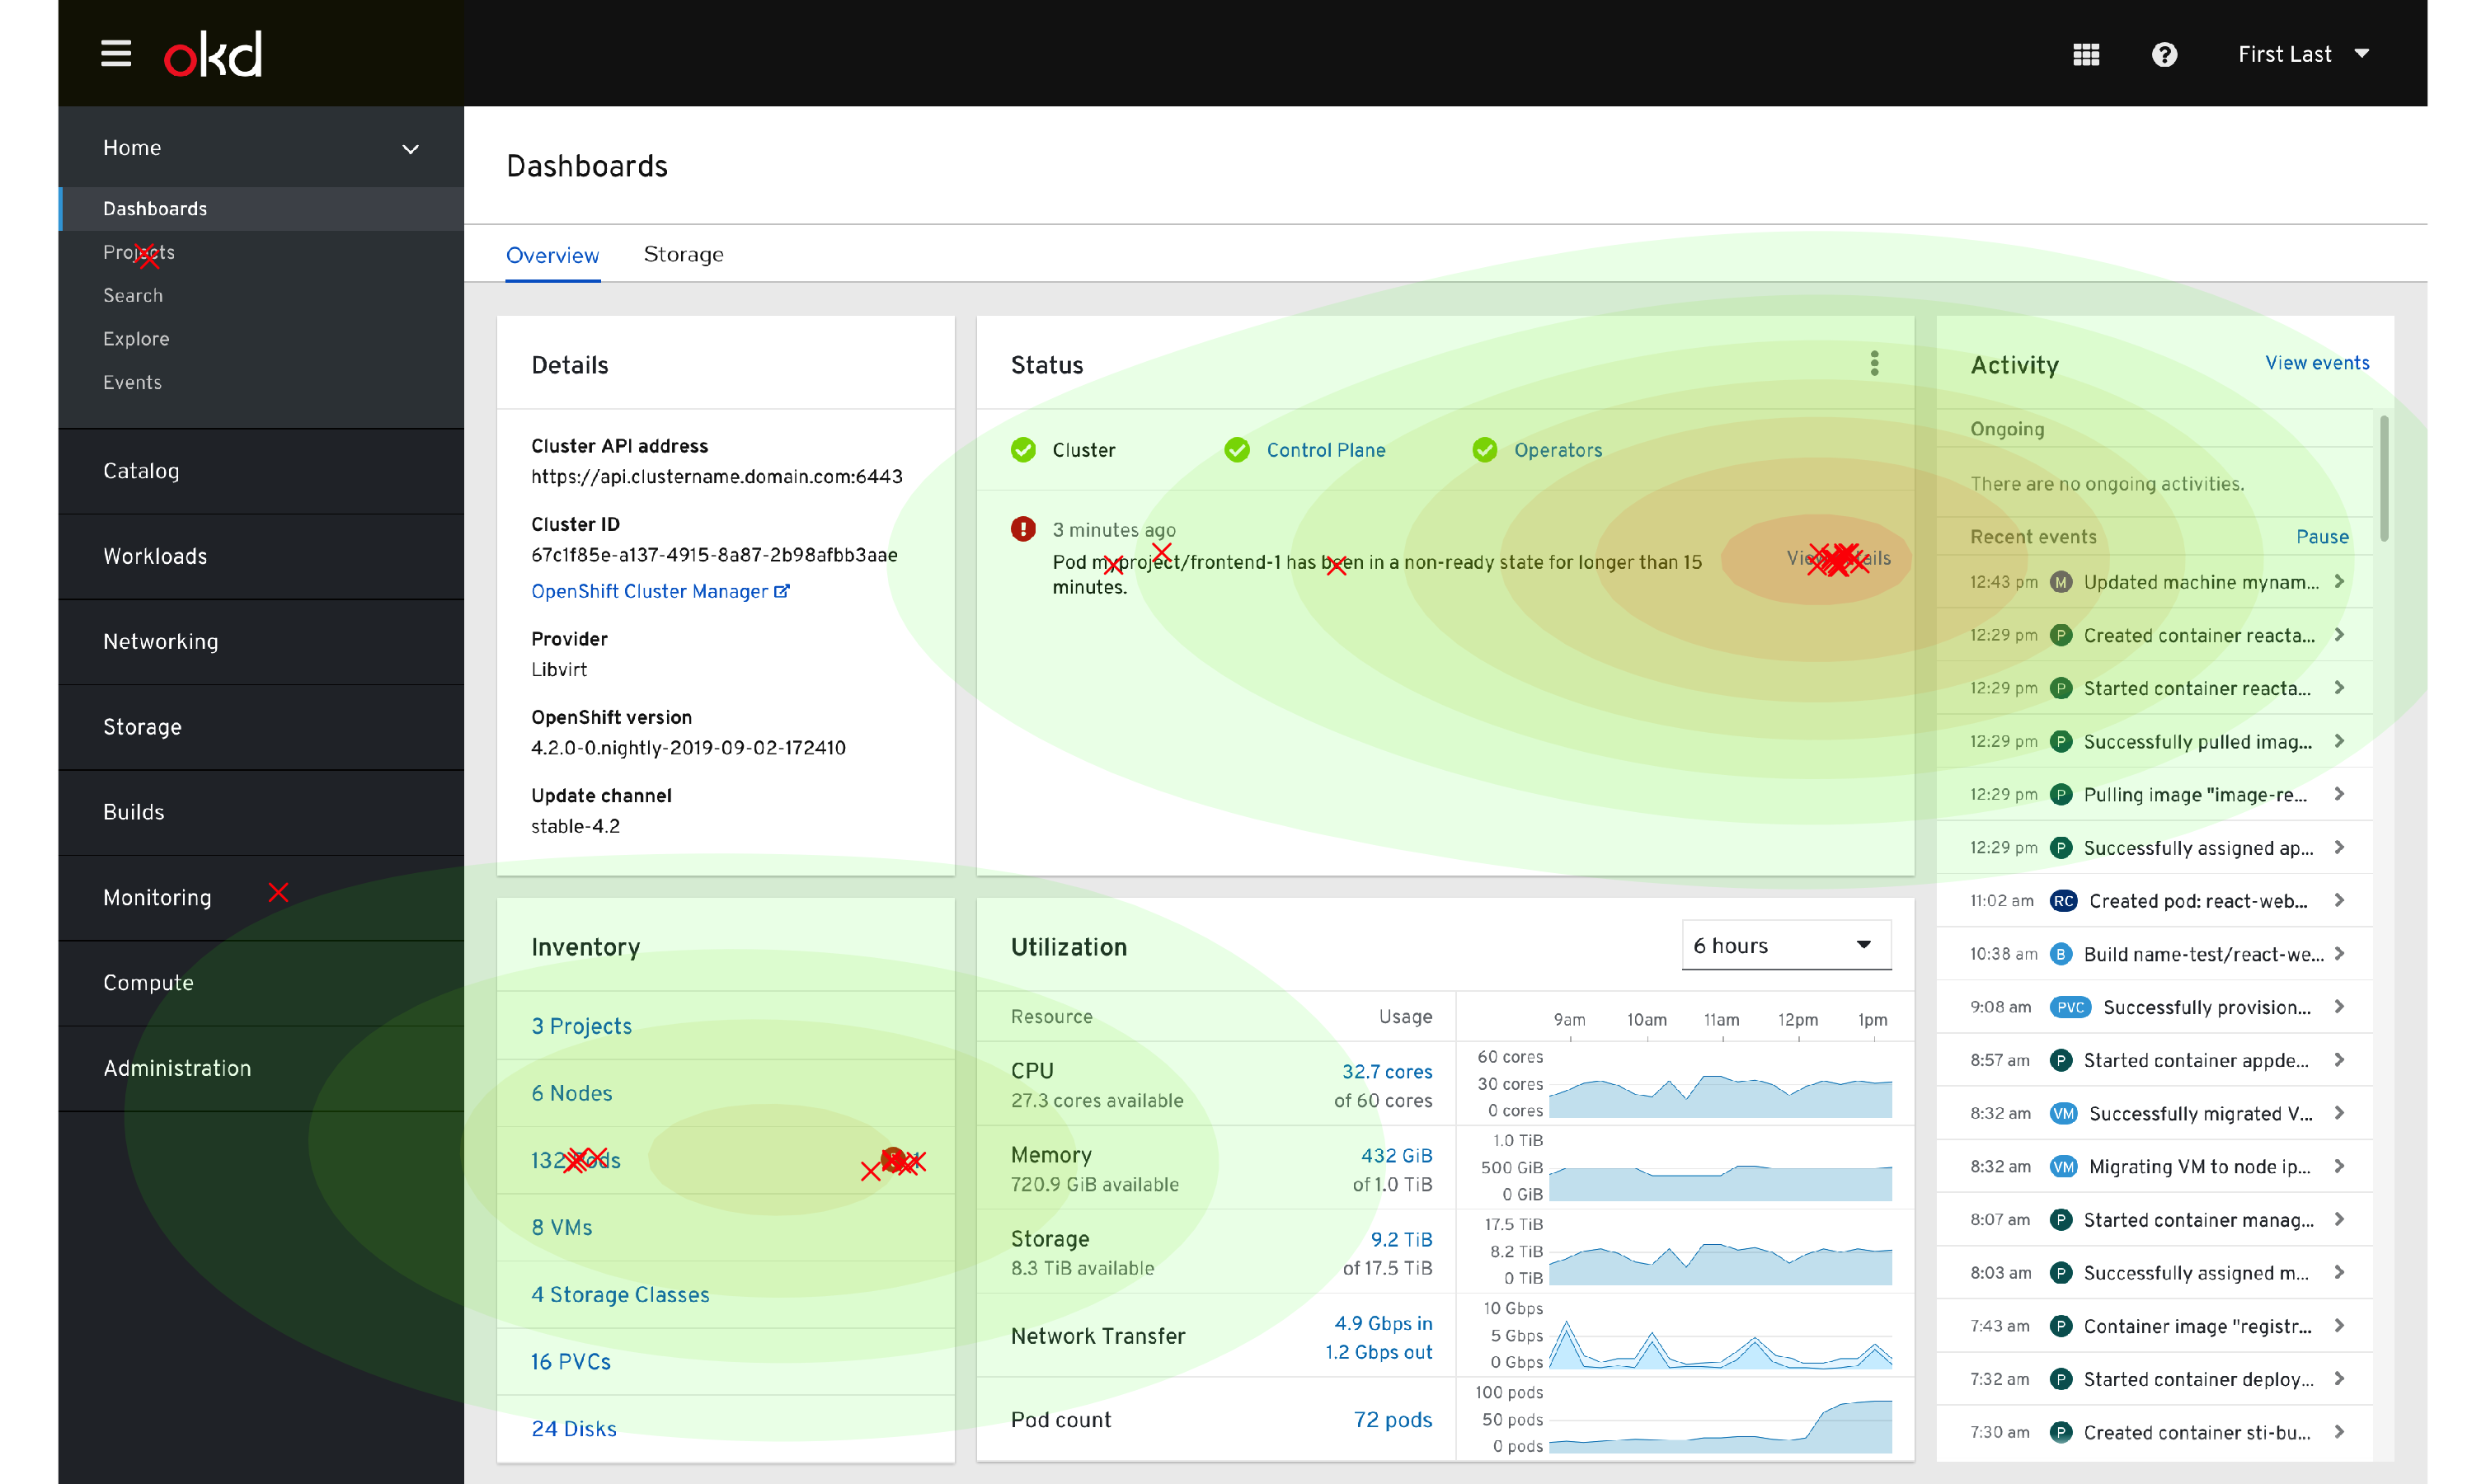 okd
First Last
Home
Dashboards
Projects
Search
Explore
Events
Catalog
Workloads
Networking
Storage
Builds
Monitoring
Compute
Administration
Dashboards
Overview
Storage
Details
Cluster API address
https://api.clustername.domain.com:6443
Cluster ID
67c1f85e-a137-4915-8a87-2b98afbb3aae
OpenShift Cluster Manager
Provider
Libvirt
OpenShift version
4.2.0-0.nightly-2019-09-02-172410
Update channel
stable-4.2
Status
Cluster
Control Plane
Operators
3 minutes ago
Pod myproject/frontend-1 has been in a non-ready state for longer than 15
minutes.
View details
Activity
View events
Ongoing
There are no ongoing activities.
Recent events
Pause
12:43 pm M Updated machine mynam...
12:29 pm P Created container reacta...
12:29 pm P Started container reacta...
12:29 pm P Successfully pulled imag...
12:29 pm P Pulling image "image-re...
12:29 pm P Successfully assigned ap...
11:02 am RC Created pod: react-web...
10:38 am B Build name-test/react-we...
9:08 am PVC Successfully provision...
8:57 am P Started container appde...
8:32 am VM Successfully migrated V...
8:32 am VM Migrating VM to node ip...
8:07 am P Started container manag...
8:03 am P Successfully assigned m...
7:43 am P Container image "registr...
7:32 am P Started container deploy...
7:30 am P Created container sti-bu...
Inventory
3 Projects
6 Nodes
132 Pods
1
8 VMs
4 Storage Classes
16 PVCs
24 Disks
Utilization
6 hours
Resource
Usage
9am 10am 11am 12pm 1pm
CPU
27.3 cores available
32.7 cores
of 60 cores
60 cores
30 cores
0 cores
Memory
720.9 GiB available
432 GiB
of 1.0 TiB
1.0 TiB
500 GiB
0 GiB
Storage
8.3 TiB available
9.2 TiB
of 17.5 TiB
17.5 TiB
8.2 TiB
0 TiB
Network Transfer
4.9 Gbps in
1.2 Gbps out
10 Gbps
5 Gbps
0 Gbps
Pod count
72 pods
100 pods
50 pods
0 pods